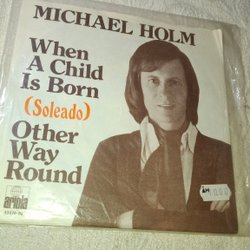 MICHAEL HOLM
When
A Child
Is Born
(Soleado)
Other
Way
Round
ariola